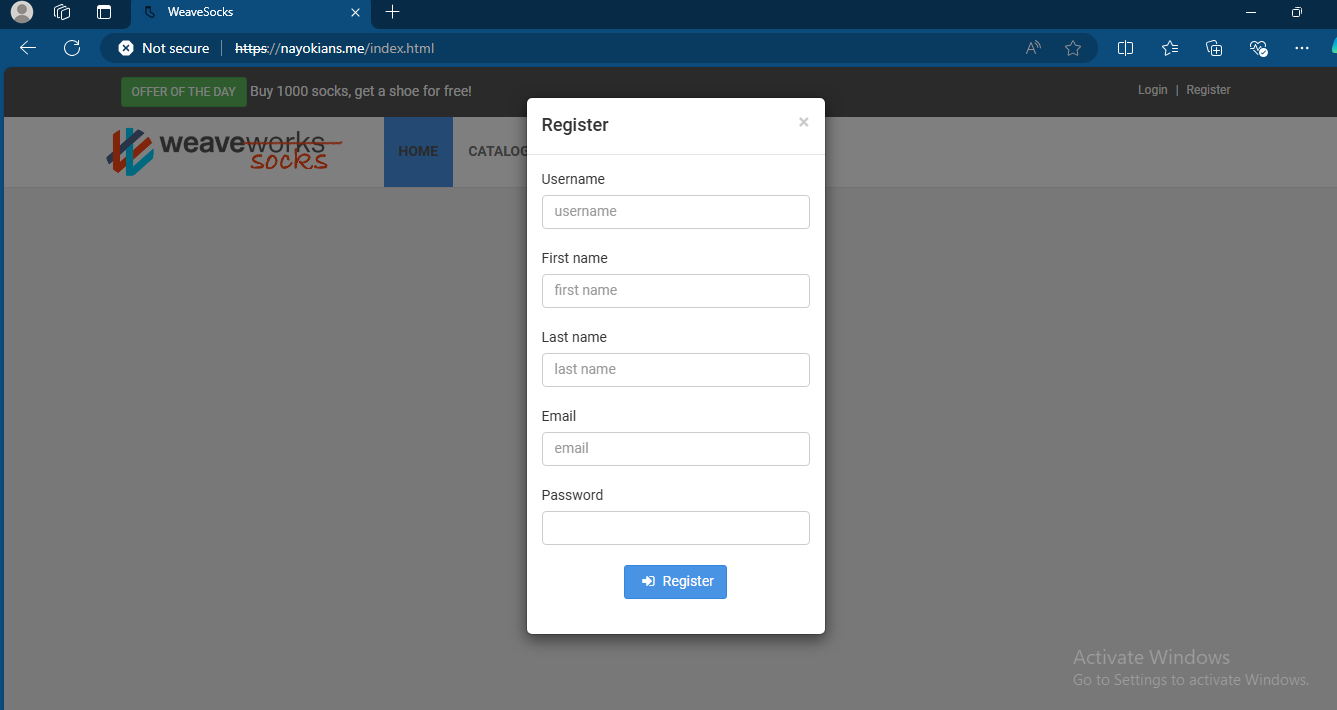 WeaveSocks
Not secure https://nayokians.me/index.html
OFFER OF THE DAY Buy 1000 socks, get a shoe for free!
Login | Register
weaveworks
socks
HOME
CATALOG
Register
Username
username
First name
first name
Last name
last name
Email
email
Password
Register
Activate Windows
Go to Settings to activate Windows.